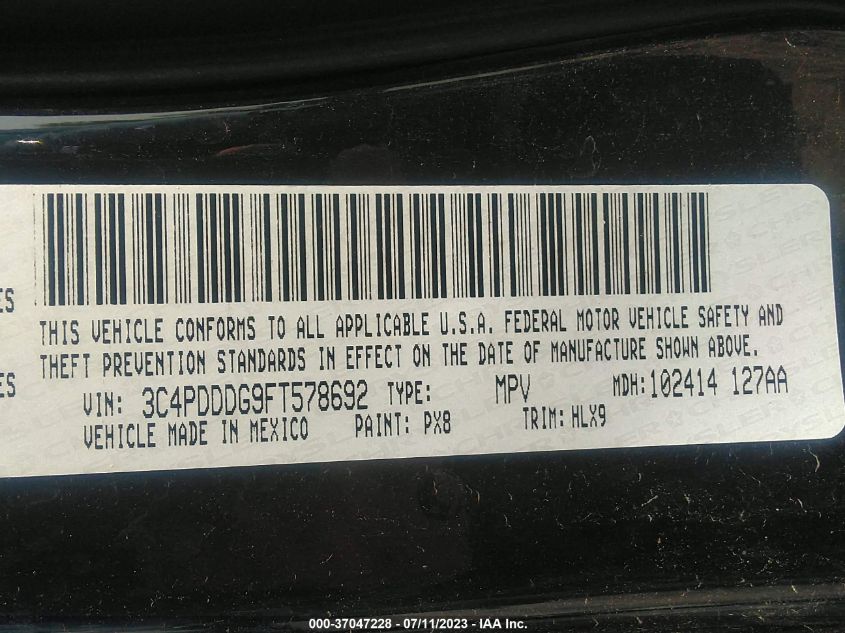 ES
THIS VEHICLE CONFORMS TO ALL APPLICABLE U.S.A. FEDERAL MOTOR VEHICLE SAFETY AND
THEFT PREVENTION STANDARDS IN EFFECT ON THE DATE OF MANUFACTURE SHOWN ABOVE.
ES
VIN: 3C4PDDDG9FT578692 TYPE: MPV MDH:102414 127AA
VEHICLE MADE IN MEXICO PAINT: PX8 TRIM: HLX9
000-37047228 - 07/11/2023 - IAA Inc.